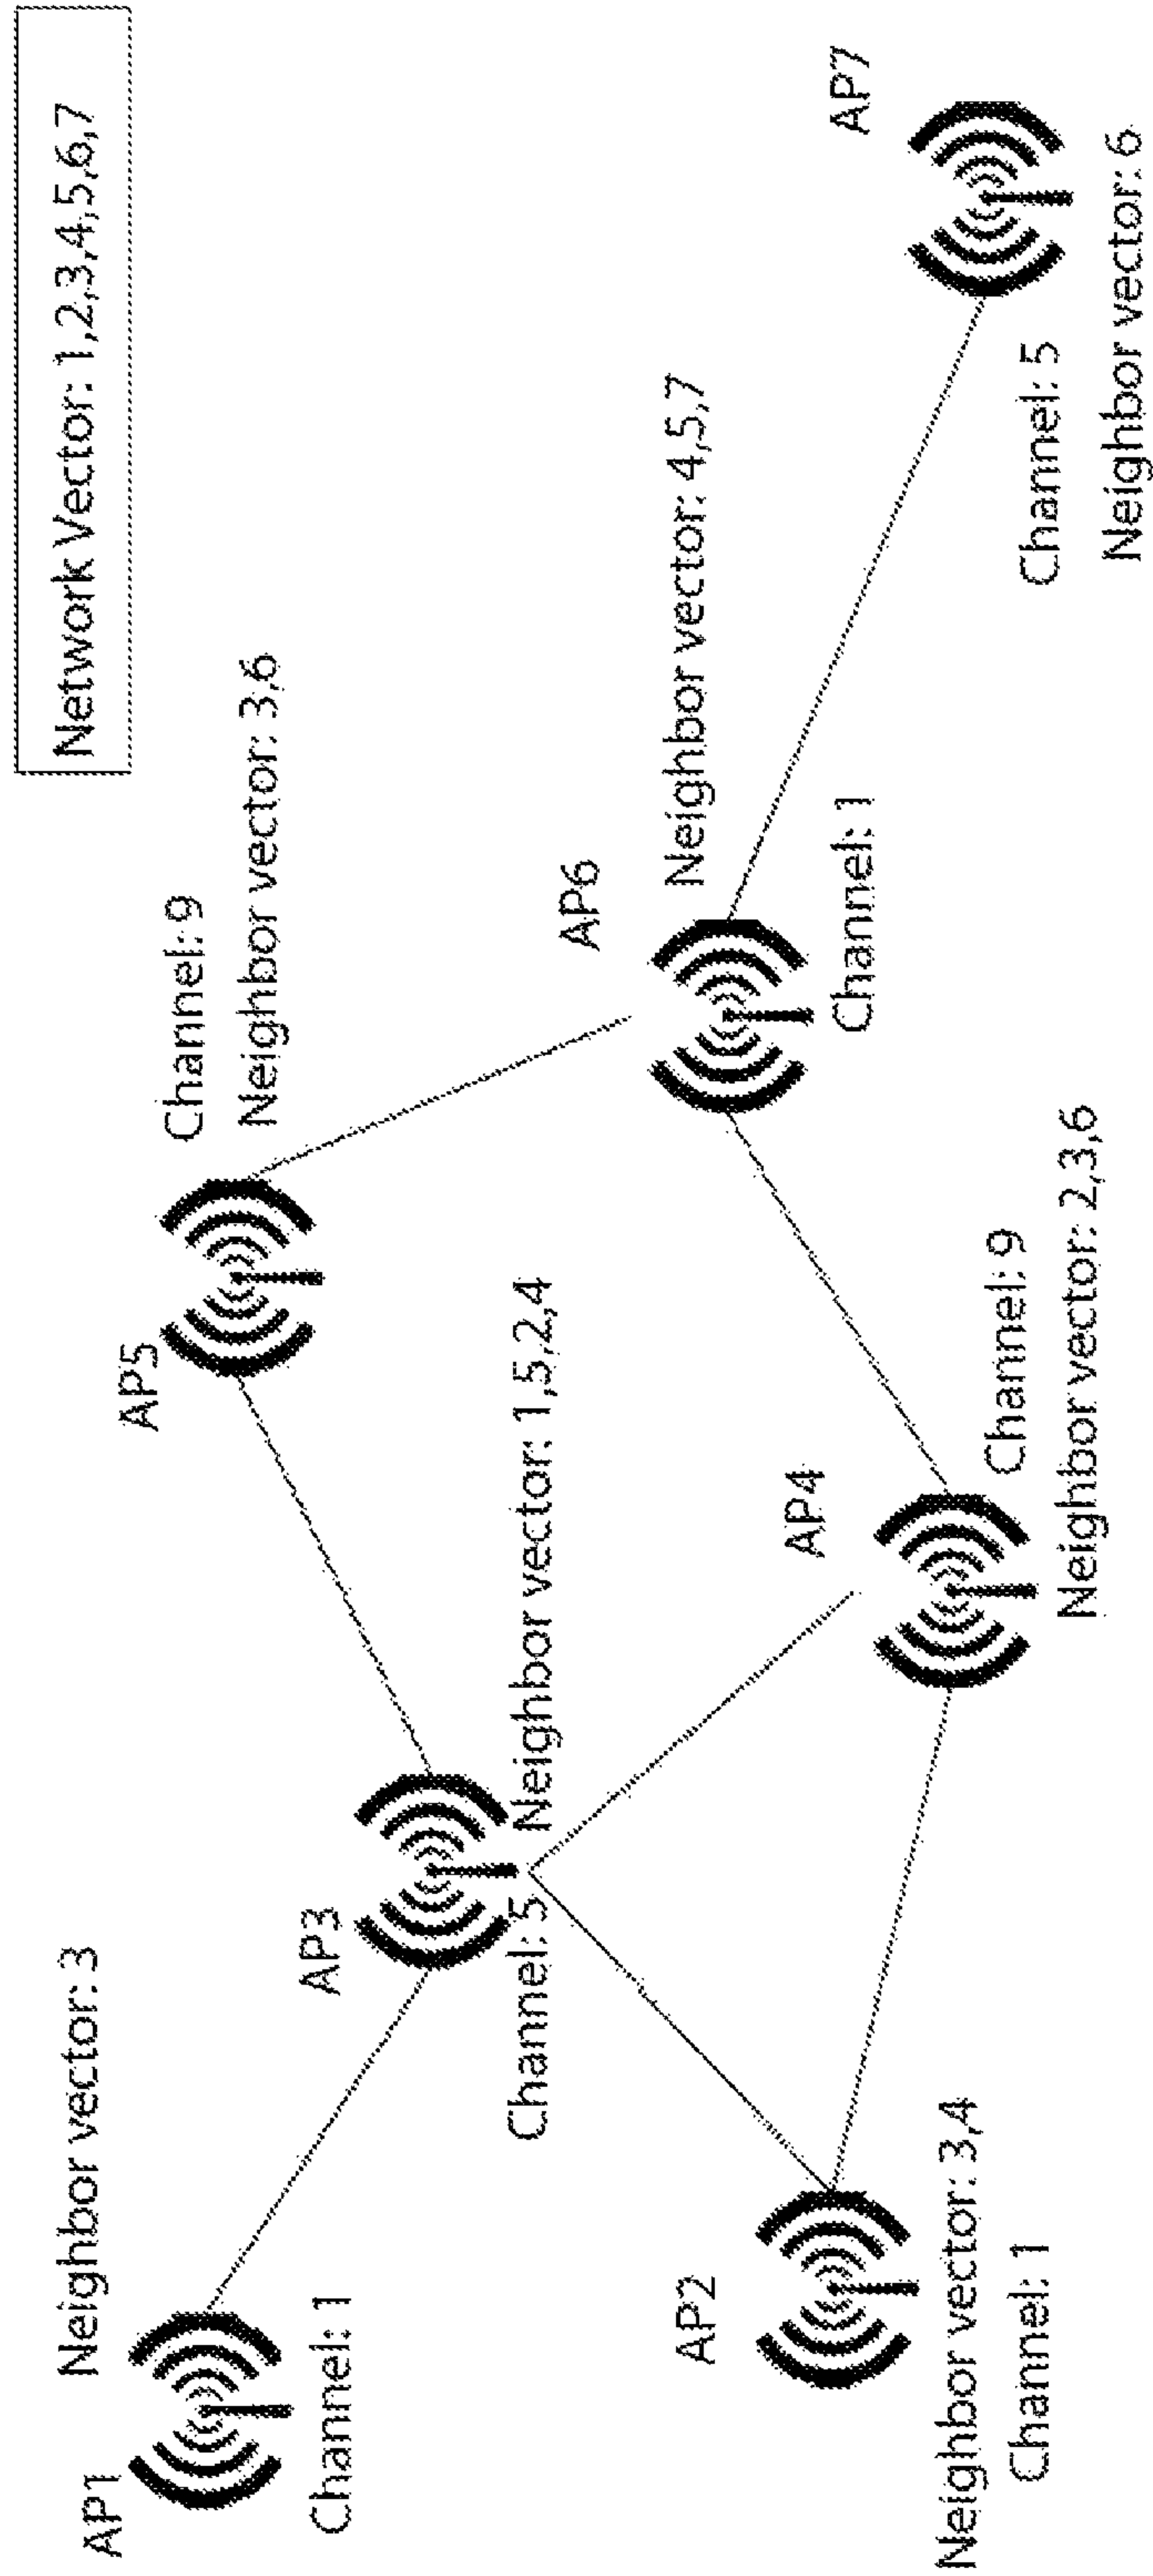 Network Vector: 1,2,3,4,5,6,7
AP1
Neighbor vector: 3
Channel: 1
AP5
Channel: 9
Neighbor vector: 3,6
AP3
Channel: 5
Neighbor vector: 1,5,2,4
AP6
Neighbor vector: 4,5,7
Channel: 1
AP2
Neighbor vector: 3,4
Channel: 1
AP4
Channel: 9
Neighbor vector: 2,3,6
AP7
Channel: 5
Neighbor vector: 6